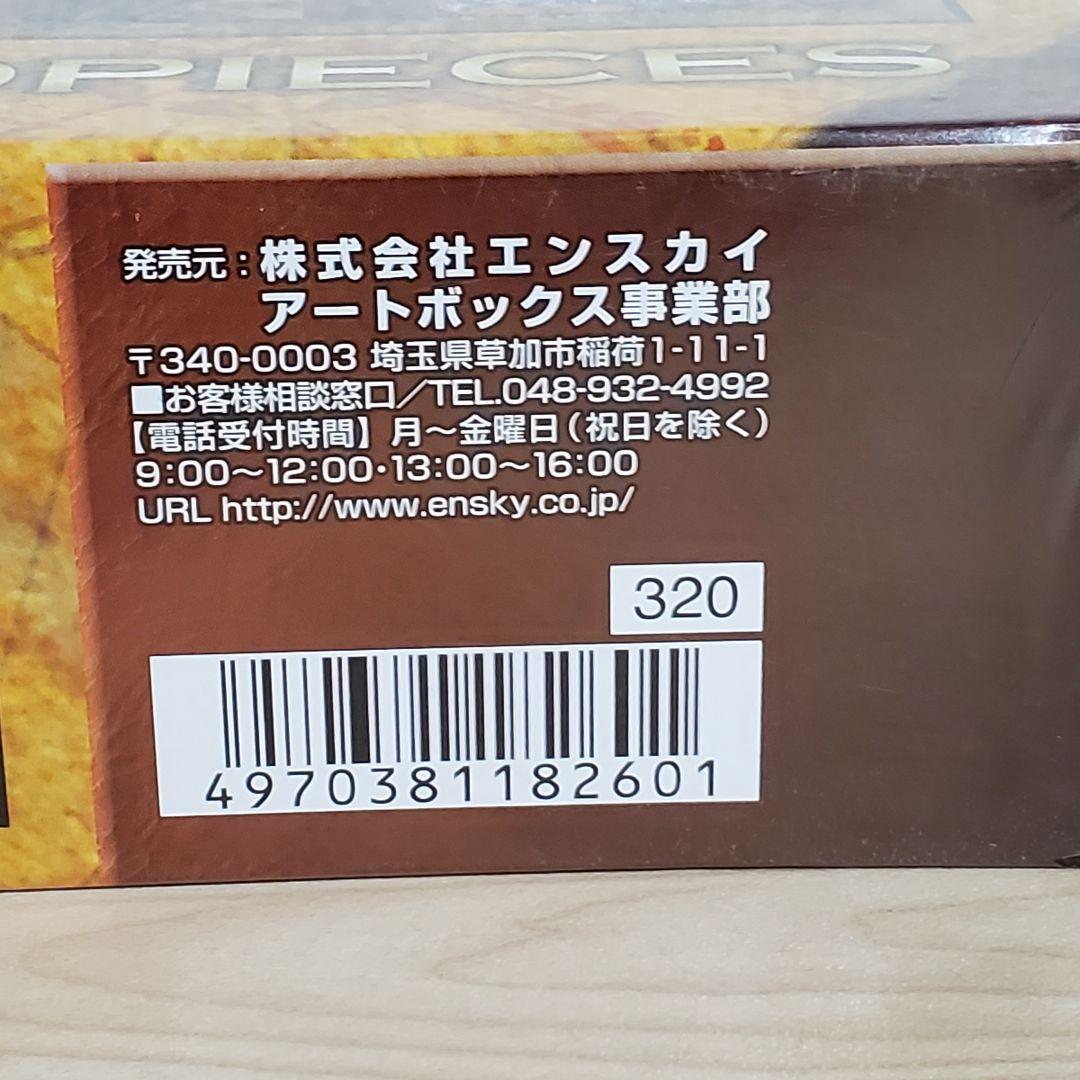 0PIECES
発売元：株式会社エンスカイ
アートボックス事業部
〒340-0003 埼玉県草加市稲荷1-11-1
■お客様相談窓口／TEL.048-932-4992
【電話受付時間】月～金曜日（祝日を除く）
9:00～12:00・13:00～16:00
URL http://www.ensky.co.jp/
320
4970381182601